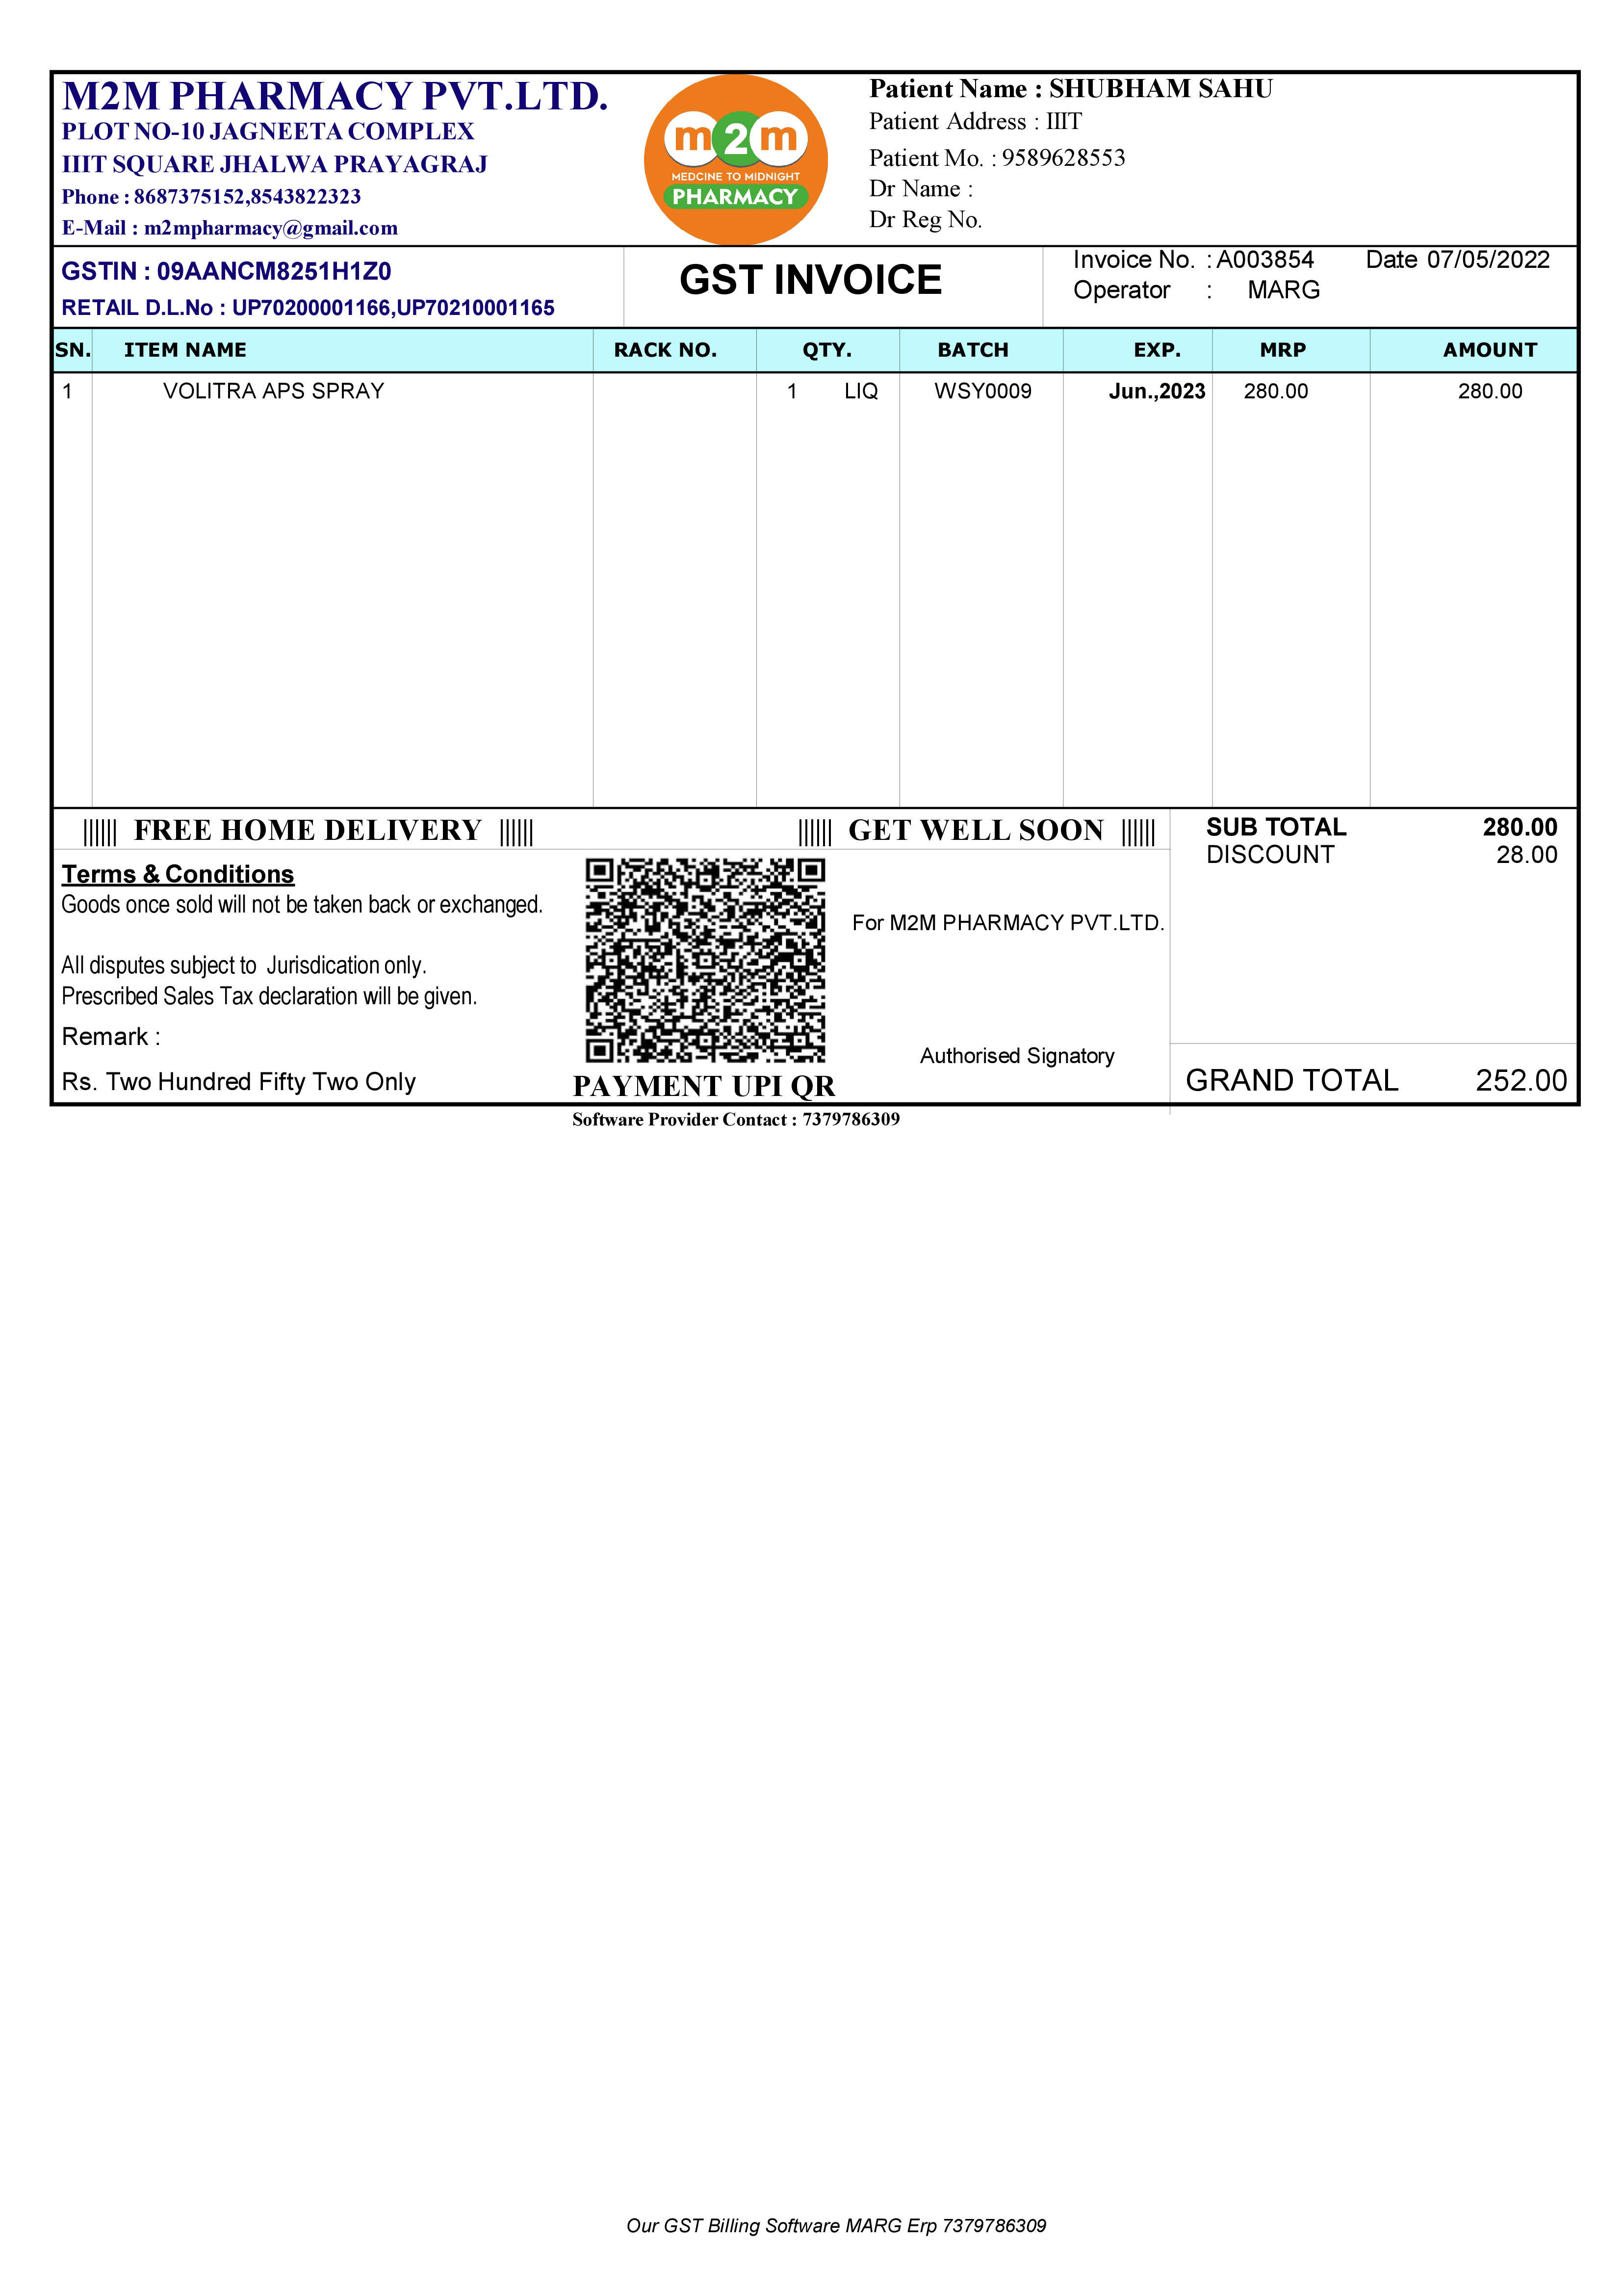 M2M PHARMACY PVT.LTD.
PLOT NO-10 JAGNEETA COMPLEX
IIIT SQUARE JHALWA PRAYAGRAJ
Phone : 8687375152,8543822323
E-Mail : m2mpharmacy@gmail.com
m2m
MEDCINE TO MIDNIGHT
PHARMACY
Patient Name : SHUBHAM SAHU
Patient Address : IIIT
Patient Mo. : 9589628553
Dr Name :
Dr Reg No.
GSTIN : 09AANCM8251H1Z0
RETAIL D.L.No : UP70200001166,UP70210001165
GST INVOICE
Invoice No. : A003854 Date 07/05/2022
Operator : MARG
SN. ITEM NAME RACK NO. QTY. BATCH EXP. MRP AMOUNT
1 VOLITRA APS SPRAY 1 LIQ WSY0009 Jun.,2023 280.00 280.00
|||||| FREE HOME DELIVERY |||||| |||||| GET WELL SOON ||||||
SUB TOTAL 280.00
DISCOUNT 28.00
Terms & Conditions
Goods once sold will not be taken back or exchanged.
All disputes subject to Jurisdication only.
Prescribed Sales Tax declaration will be given.
Remark :
Rs. Two Hundred Fifty Two Only
PAYMENT UPI QR
For M2M PHARMACY PVT.LTD.
Authorised Signatory
GRAND TOTAL 252.00
Software Provider Contact : 7379786309
Our GST Billing Software MARG Erp 7379786309